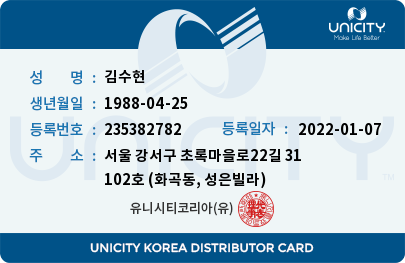 UNICITY
Make Life Better
성 명 : 김수현
생년월일 : 1988-04-25
등록번호 : 235382782 등록일자 : 2022-01-07
주 소 : 서울 강서구 초록마을로22길 31
102호 (화곡동, 성은빌라)
유니시티코리아(유)
UNICITY
UNICITY KOREA DISTRIBUTOR CARD